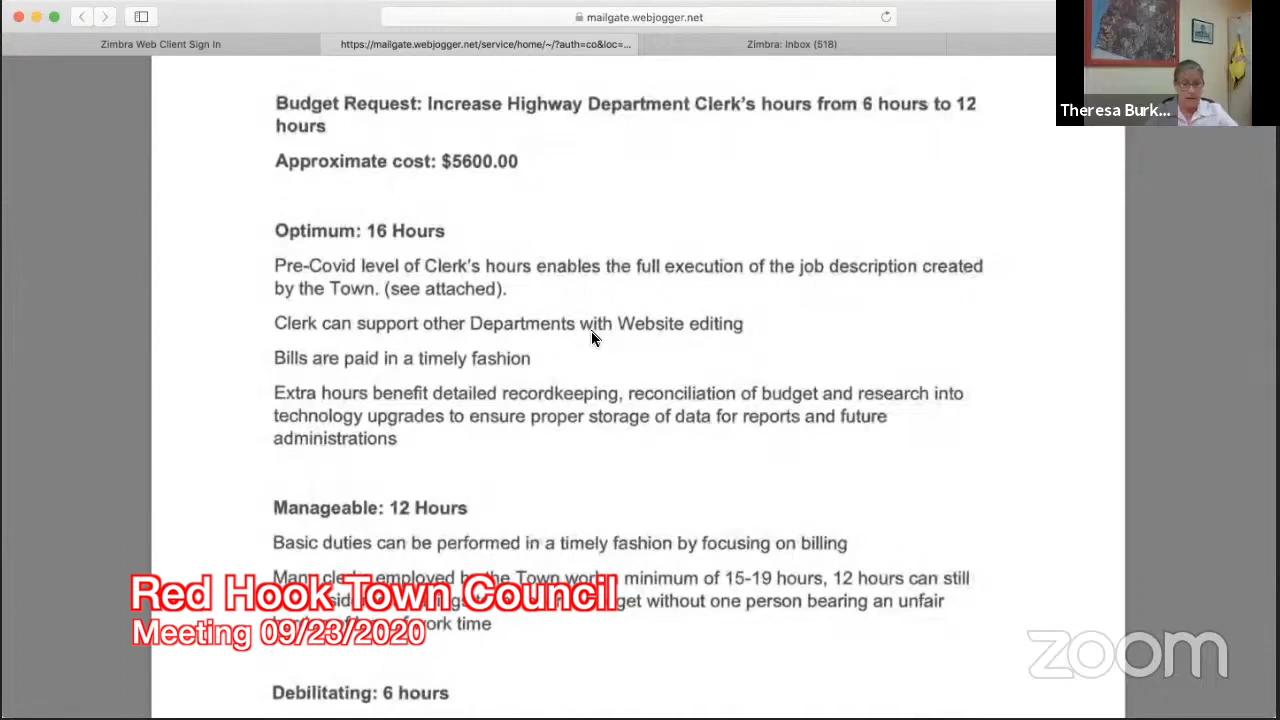 mailgate.webjogger.net
Zimbra Web Client Sign In
https://mailgate.webjogger.net/service/home/~/?auth=co&loc=...
Zimbra: Inbox (518)
Theresa Burk...
Budget Request: Increase Highway Department Clerk's hours from 6 hours to 12
hours
Approximate cost: $5600.00
Optimum: 16 Hours
Pre-Covid level of Clerk's hours enables the full execution of the job description created
by the Town. (see attached).
Clerk can support other Departments with Website editing
Bills are paid in a timely fashion
Extra hours benefit detailed recordkeeping, reconciliation of budget and research into
technology upgrades to ensure proper storage of data for reports and future
administrations
Manageable: 12 Hours
Basic duties can be performed in a timely fashion by focusing on billing
Many clerks employed by the Town work minimum of 15-19 hours, 12 hours can still
without one person bearing an unfair
work time
Red Hook Town Council
Meeting 09/23/2020
zoom
Debilitating: 6 hours